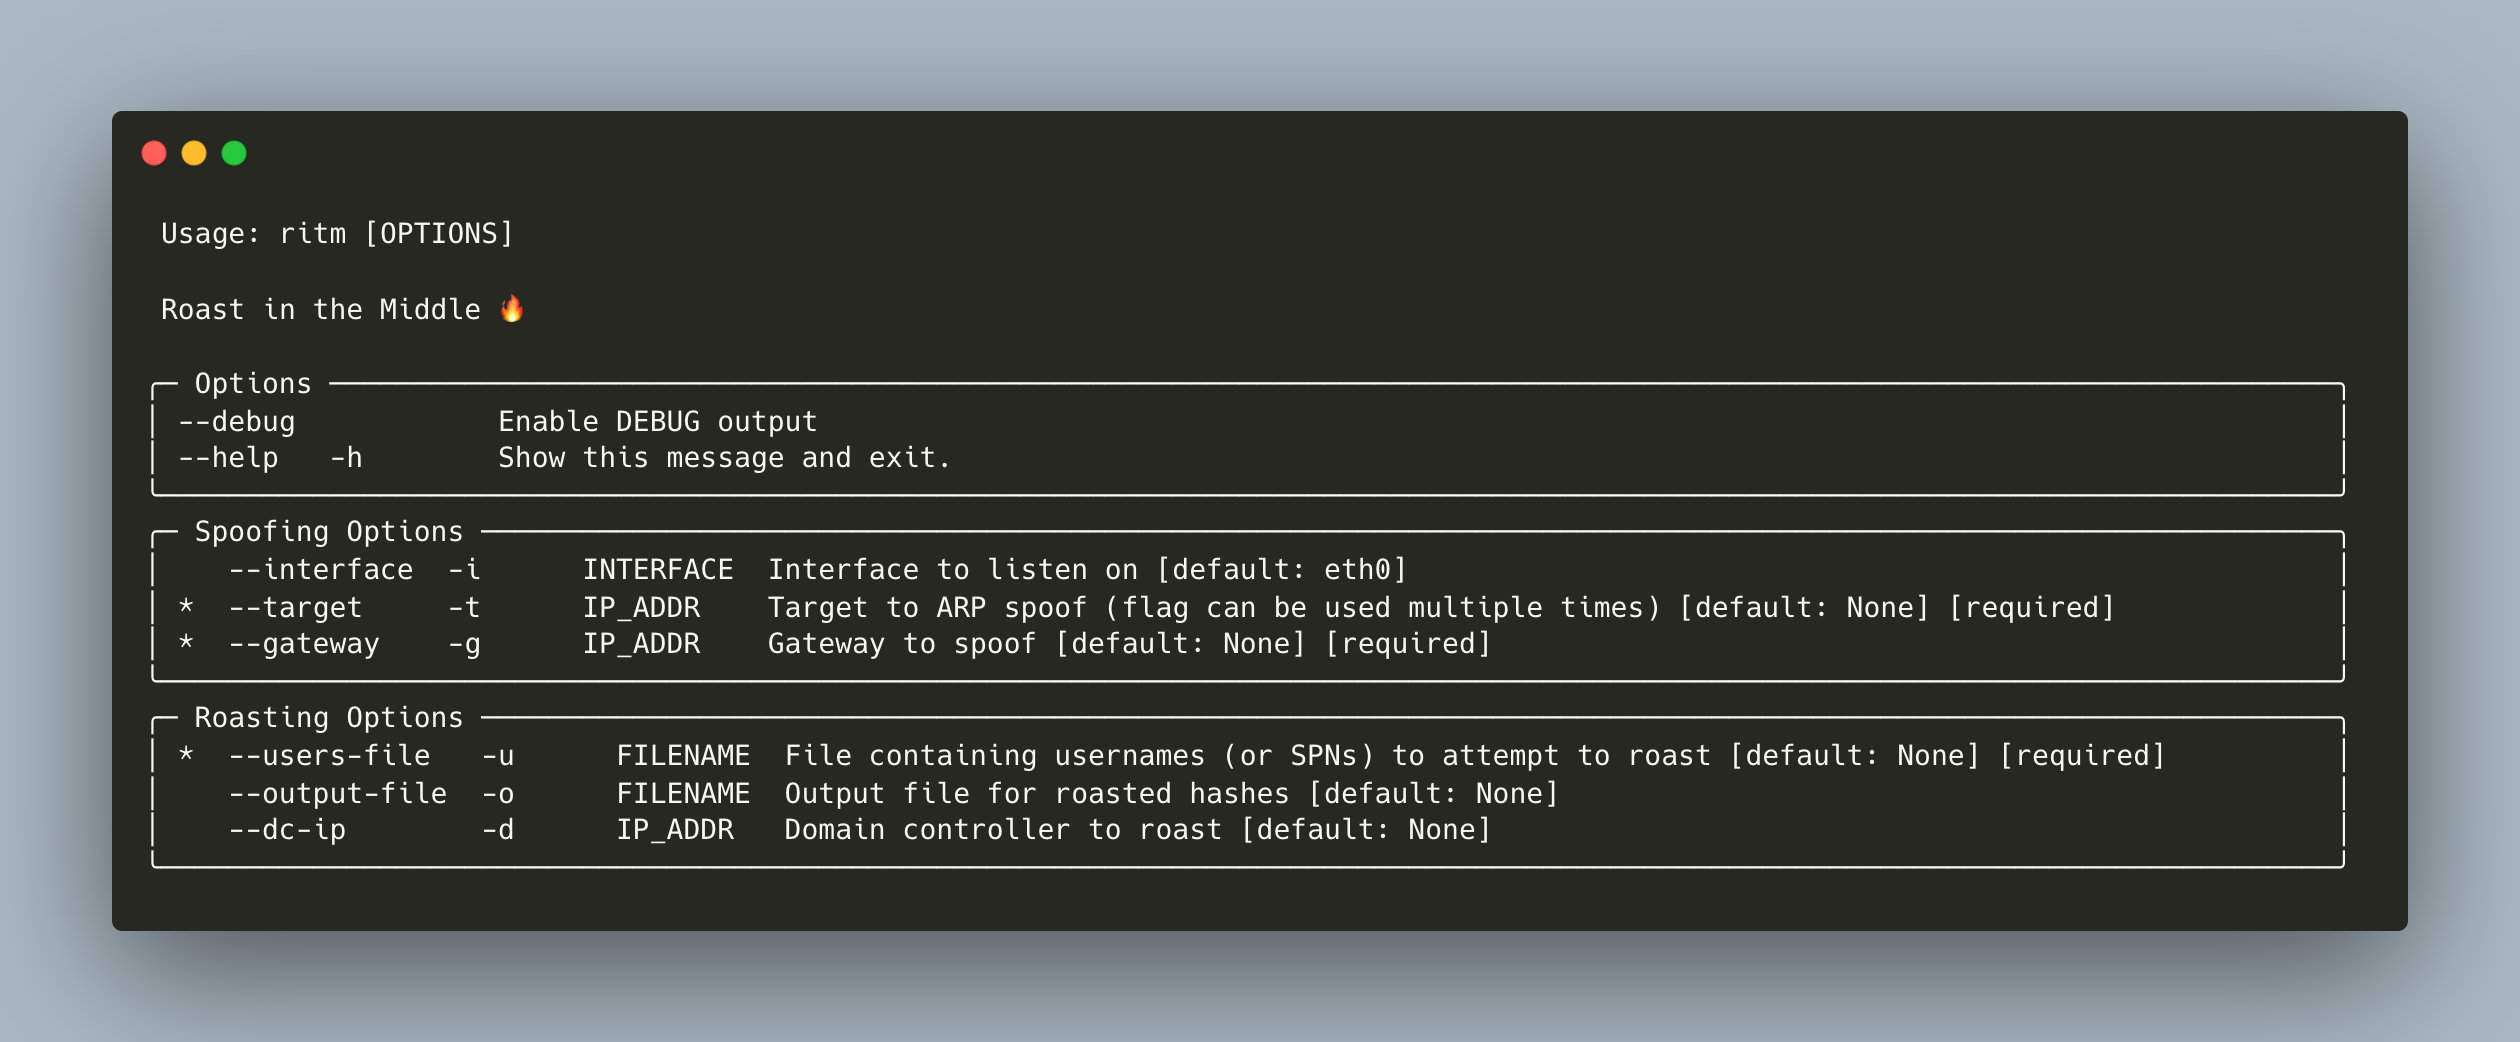 Usage: ritm [OPTIONS]
Roast in the Middle 🔥
Options
--debug Enable DEBUG output
--help -h Show this message and exit.
Spoofing Options
--interface -i INTERFACE Interface to listen on [default: eth0]
* --target -t IP_ADDR Target to ARP spoof (flag can be used multiple times) [default: None] [required]
* --gateway -g IP_ADDR Gateway to spoof [default: None] [required]
Roasting Options
* --users-file -u FILENAME File containing usernames (or SPNs) to attempt to roast [default: None] [required]
--output-file -o FILENAME Output file for roasted hashes [default: None]
--dc-ip -d IP_ADDR Domain controller to roast [default: None]